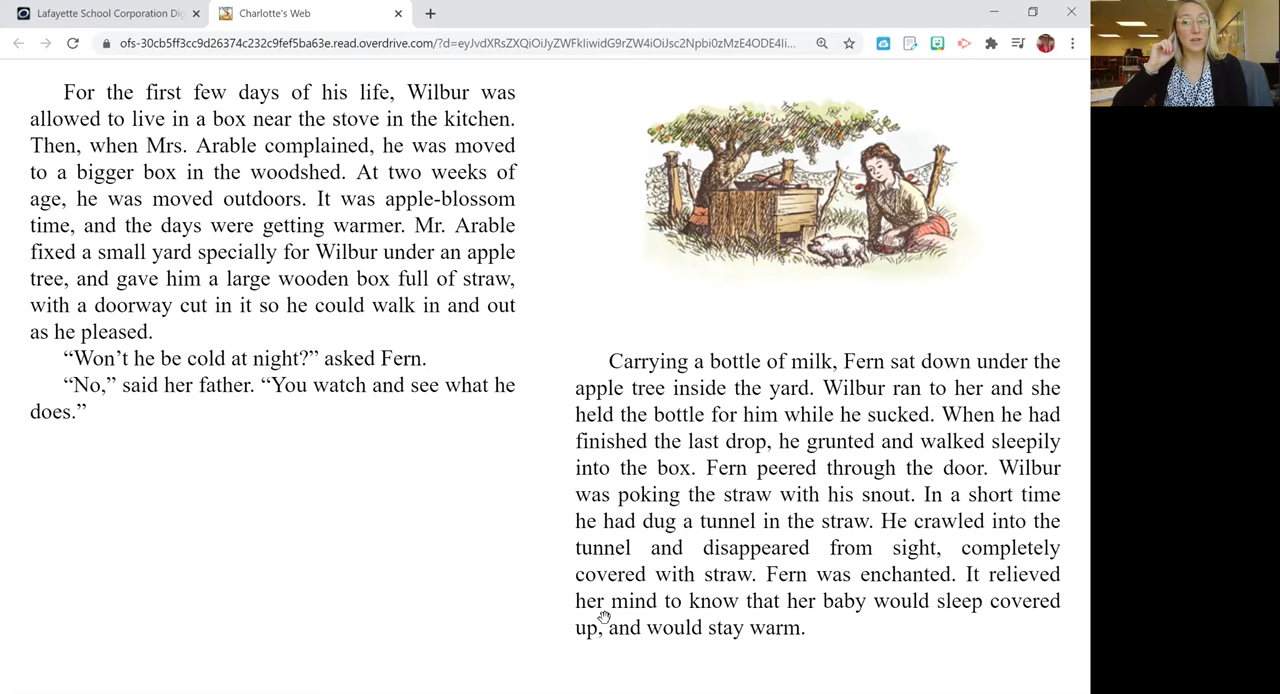 Lafayette School Corporation Dig
Charlotte's Web
ofs-30cb5ff3cc9d26374c232c9fef5ba63e.read.overdrive.com/?d=eyJvdXRsZXQiOiJyZWFkIiwidG9rZW4iOiJsc2Npbi0zMzE4ODE4Ii...
For the first few days of his life, Wilbur was
allowed to live in a box near the stove in the kitchen.
Then, when Mrs. Arable complained, he was moved
to a bigger box in the woodshed. At two weeks of
age, he was moved outdoors. It was apple-blossom
time, and the days were getting warmer. Mr. Arable
fixed a small yard specially for Wilbur under an apple
tree, and gave him a large wooden box full of straw,
with a doorway cut in it so he could walk in and out
as he pleased.
“Won’t he be cold at night?” asked Fern.
“No,” said her father. “You watch and see what he
does.”
Carrying a bottle of milk, Fern sat down under the
apple tree inside the yard. Wilbur ran to her and she
held the bottle for him while he sucked. When he had
finished the last drop, he grunted and walked sleepily
into the box. Fern peered through the door. Wilbur
was poking the straw with his snout. In a short time
he had dug a tunnel in the straw. He crawled into the
tunnel and disappeared from sight, completely
covered with straw. Fern was enchanted. It relieved
her mind to know that her baby would sleep covered
up, and would stay warm.